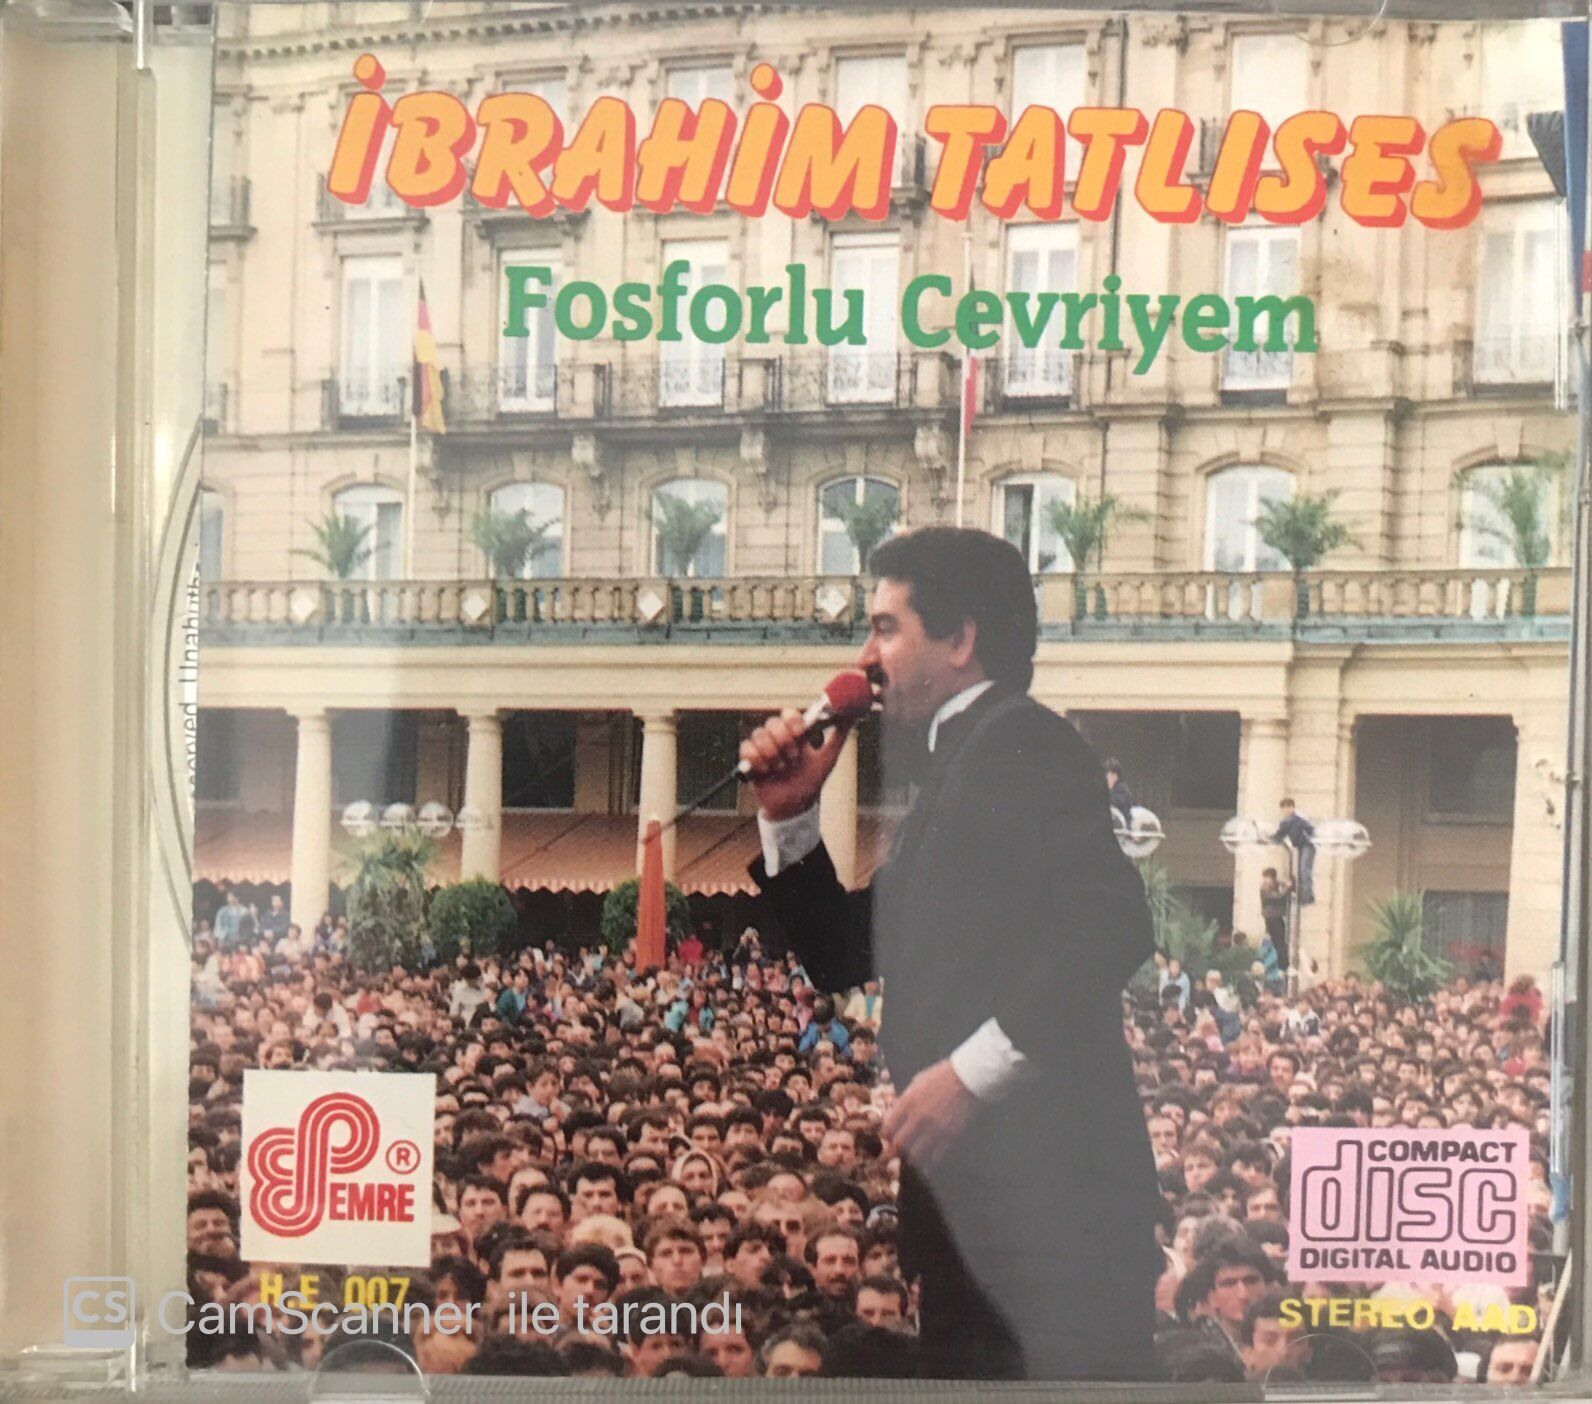 İBRAHİM TATLISES
Fosforlu Cevriyem
EMRE ®
H.E. 007
COMPACT
disc
DIGITAL AUDIO
STEREO AAD
CS CamScanner ile tarandı